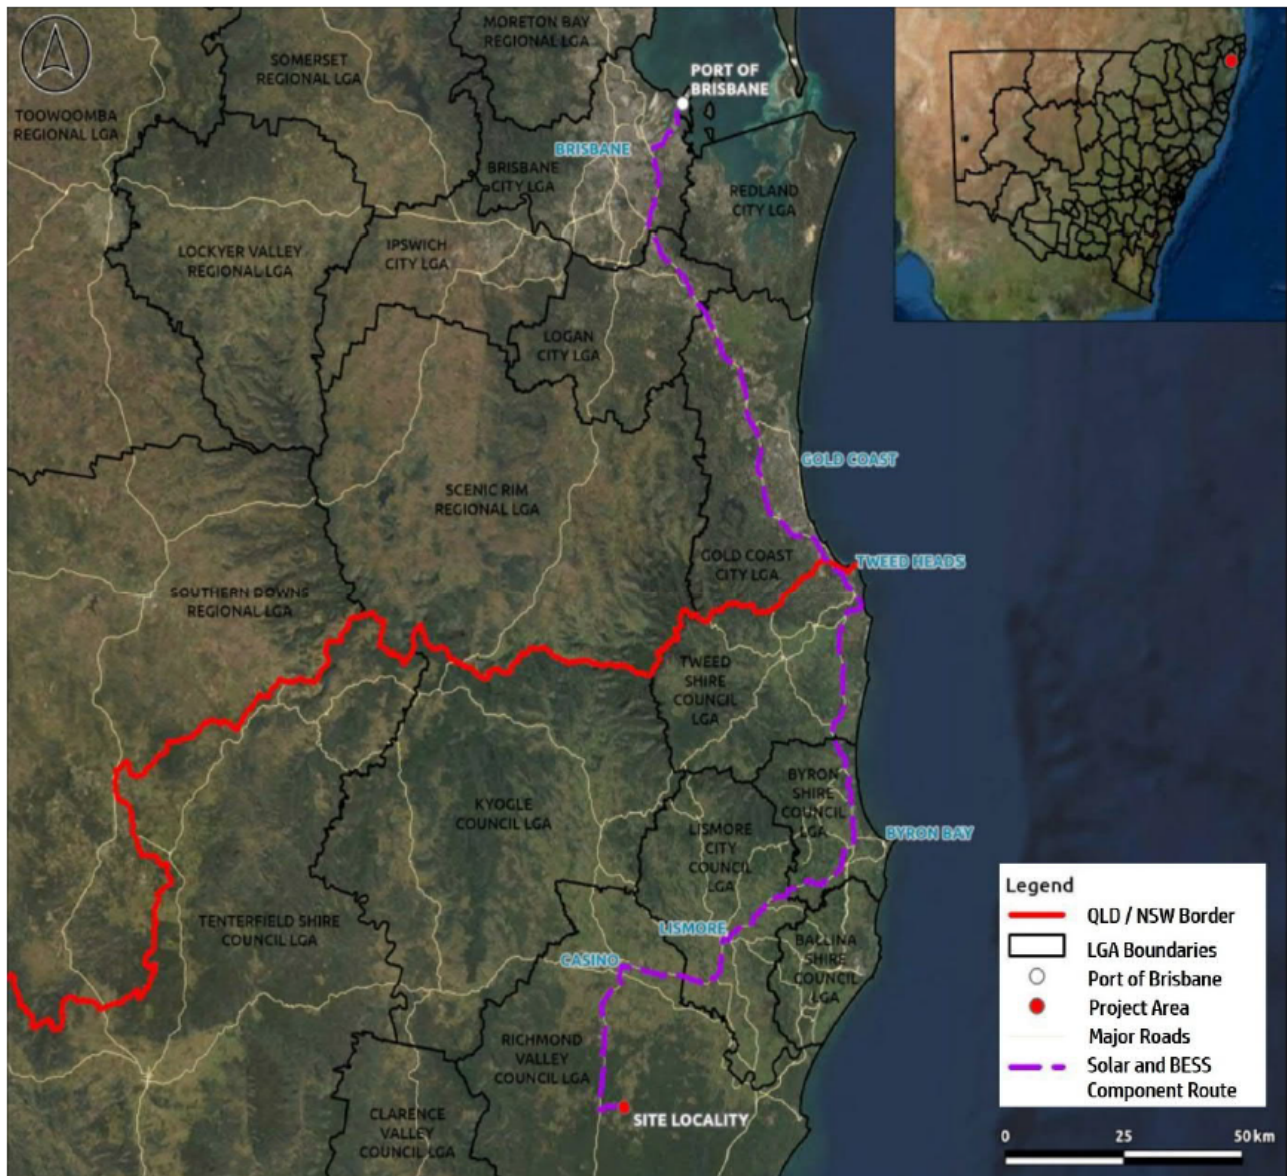 MORETON BAY
REGIONAL LGA
SOMERSET
REGIONAL LGA
PORT OF
BRISBANE
TOOWOOMBA
REGIONAL LGA
BRISBANE
BRISBANE
CITY LGA
REDLAND
CITY LGA
LOCKYER VALLEY
REGIONAL LGA
IPSWICH
CITY LGA
LOGAN
CITY LGA
GOLD COAST
SCENIC RIM
REGIONAL LGA
GOLD COAST
CITY LGA
TWEED HEADS
SOUTHERN DOWNS
REGIONAL LGA
TWEED
SHIRE
COUNCIL
LGA
BYRON
SHIRE
COUNCIL
LGA
KYOGLE
COUNCIL LGA
LISMORE
CITY
COUNCIL
LGA
BYRON BAY
TENTERFIELD SHIRE
COUNCIL LGA
LISMORE
BALLINA
SHIRE
COUNCIL
LGA
CASINO
RICHMOND
VALLEY
COUNCIL LGA
SITE LOCALITY
CLARENCE
VALLEY
COUNCIL LGA
Legend
QLD / NSW Border
LGA Boundaries
Port of Brisbane
Project Area
Major Roads
Solar and BESS
Component Route
0 25 50 km